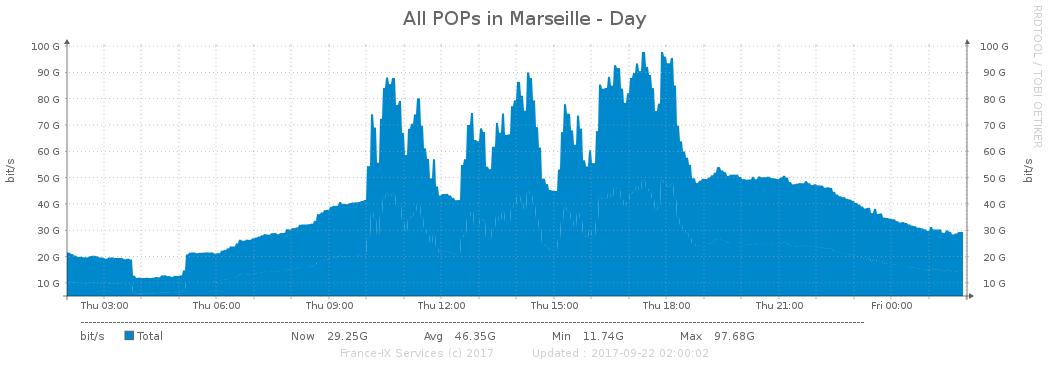 All POPs in Marseille - Day
RRDTOOL / TOBI OETIKER
100 G 100 G
90 G 90 G
80 G 80 G
70 G 70 G
60 G 60 G
50 G 50 G
40 G 40 G
30 G 30 G
20 G 20 G
10 G 10 G
bit/s
bit/s
Thu 03:00 Thu 06:00 Thu 09:00 Thu 12:00 Thu 15:00 Thu 18:00 Thu 21:00 Fri 00:00
bit/s Total Now 29.25G Avg 46.35G Min 11.74G Max 97.68G
France-IX Services (c) 2017 Updated : 2017-09-22 02:00:02